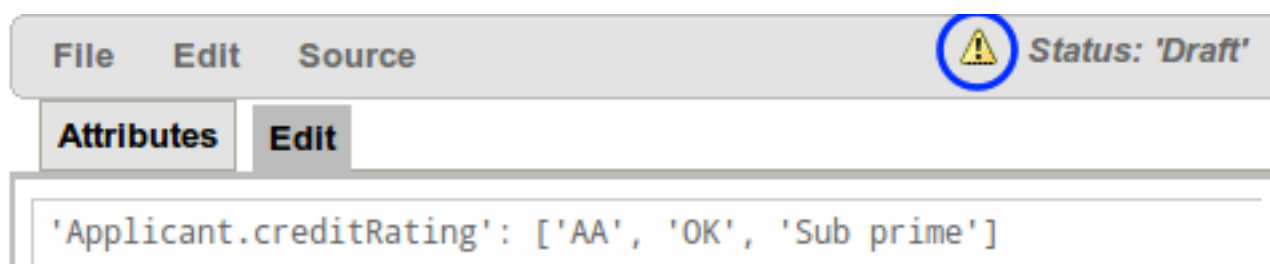 File Edit Source Status: 'Draft'
Attributes Edit
'Applicant.creditRating': ['AA', 'OK', 'Sub prime']